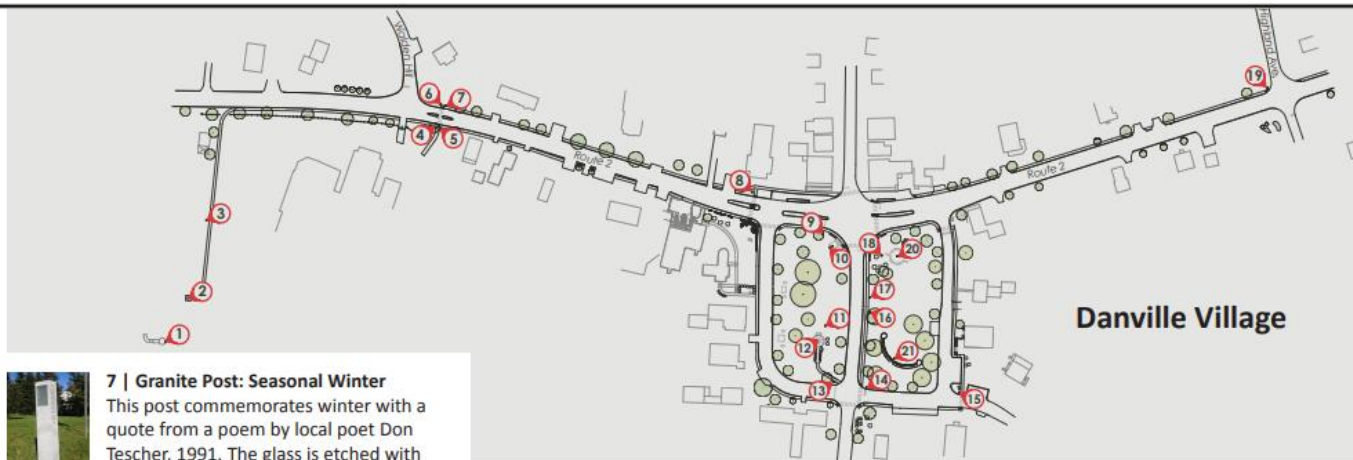 Walden Hill
Highland Ave.
19
6
7
4
5
Route 2
8
Route 2
3
9
18
20
10
2
17
11
16
1
12
21
Danville Village
13
14
15
7 | Granite Post: Seasonal Winter
This post commemorates winter with a
quote from a poem by local poet Don
Tescher, 1991. The glass is etched with